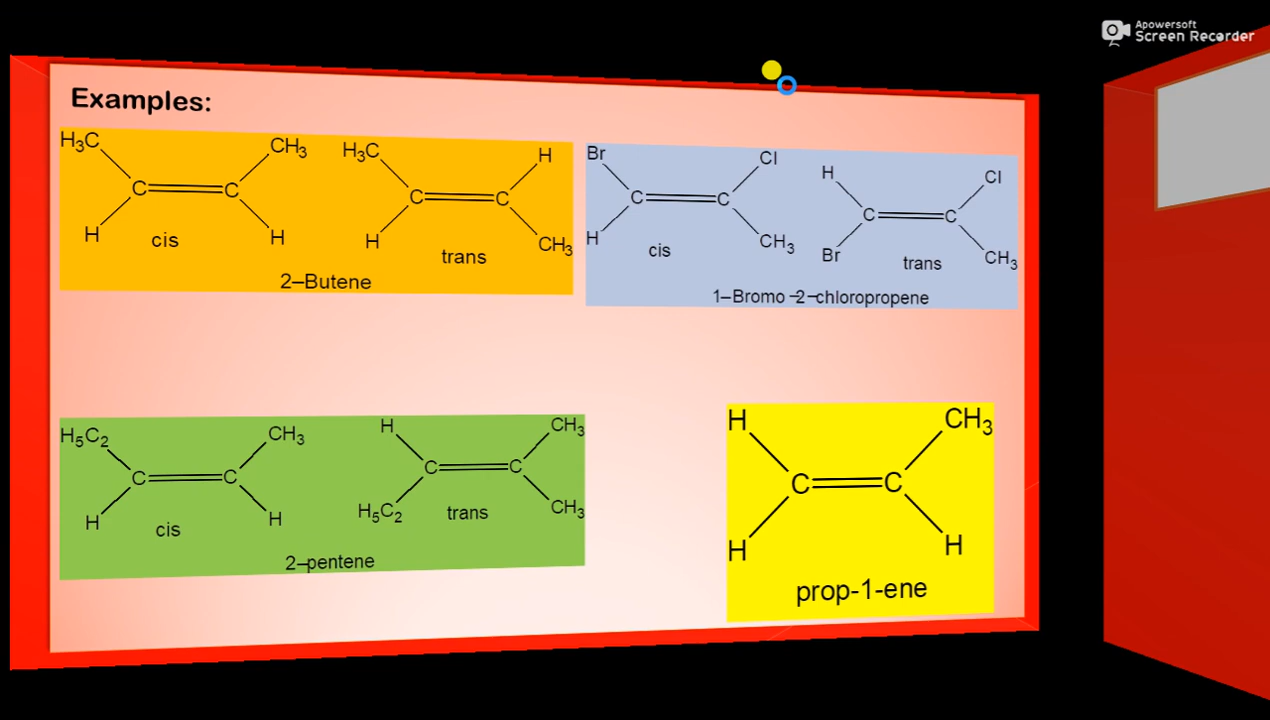 Apowersoft
Screen Recorder
Examples:
H₃C CH₃
C C
H H
cis
H₃C H
C C
H CH₃
trans
2–Butene
Br Cl
C C
H CH₃
cis
H Cl
C C
Br CH₃
trans
1–Bromo–2–chloropropene
H₅C₂ CH₃
C C
H H
cis
H CH₃
C C
H₅C₂ CH₃
trans
2–pentene
H CH₃
C C
H H
prop-1-ene